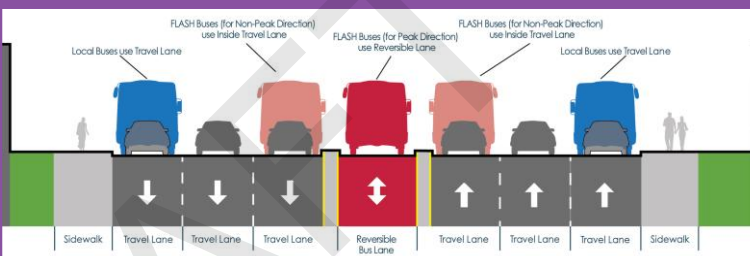 FLASH Buses (for Non-Peak Direction)
use Inside Travel Lane
FLASH Buses (for Peak Direction)
use Reversible Lane
FLASH Buses (for Non-Peak Direction)
use Inside Travel Lane
Local Buses use Travel Lane
Local Buses use Travel Lane
Sidewalk
Travel Lane
Travel Lane
Travel Lane
Reversible
Bus Lane
Travel Lane
Travel Lane
Travel Lane
Sidewalk